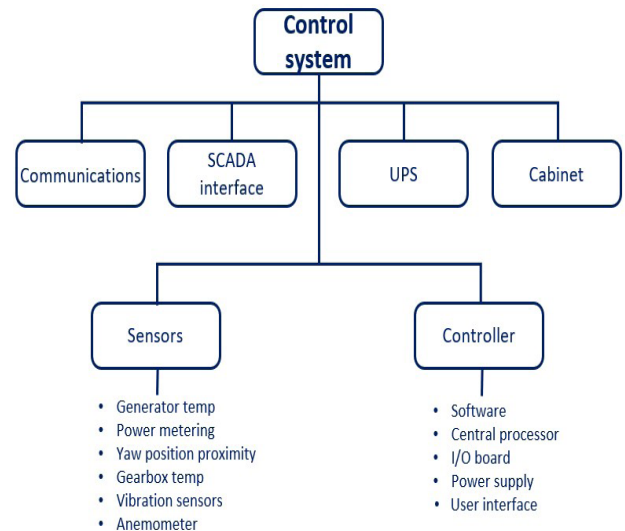 Control
system
Communications
SCADA
interface
UPS
Cabinet
Sensors
Controller
• Generator temp
• Power metering
• Yaw position proximity
• Gearbox temp
• Vibration sensors
• Anemometer
• Software
• Central processor
• I/O board
• Power supply
• User interface